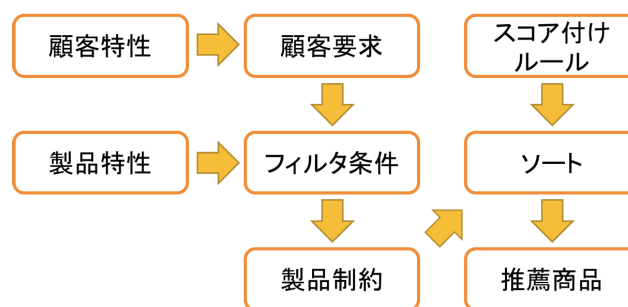 顧客特性
顧客要求
スコア付け
ルール
製品特性
フィルタ条件
ソート
製品制約
推薦商品